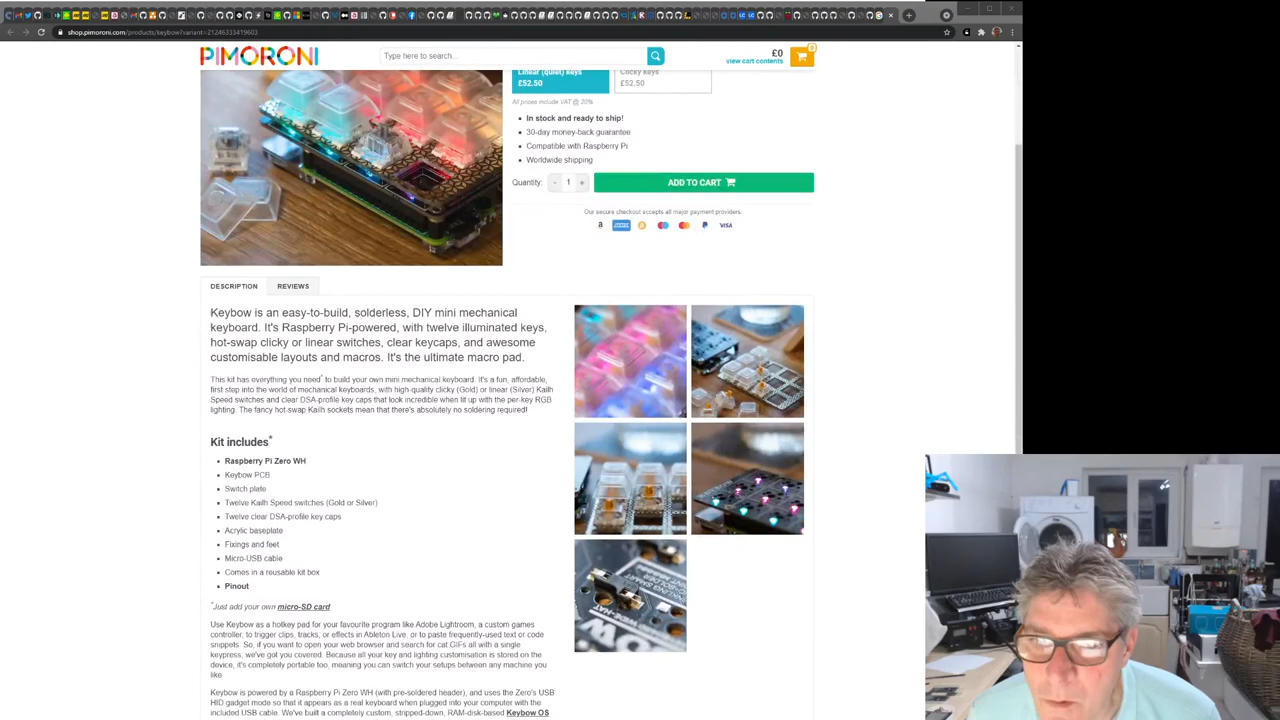 shop.pimoroni.com/products/keybow?variant=21246333419603
PIMORONI
Type here to search...
£0
view cart contents
0
Linear (quiet) keys
£52.50
Clicky keys
£52.50
All prices include VAT @ 20%
In stock and ready to ship!
30-day money-back guarantee
Compatible with Raspberry Pi
Worldwide shipping
Quantity:
-
1
+
ADD TO CART
Our secure checkout accepts all major payment providers.
VISA
DESCRIPTION
REVIEWS
Keybow is an easy-to-build, solderless, DIY mini mechanical
keyboard. It's Raspberry Pi-powered, with twelve illuminated keys,
hot-swap clicky or linear switches, clear keycaps, and awesome
customisable layouts and macros. It's the ultimate macro pad.
This kit has everything you need* to build your own mini mechanical keyboard. It's a fun, affordable,
first step into the world of mechanical keyboards, with high-quality clicky (Gold) or linear (Silver) Kailh
Speed switches and clear DSA-profile key caps that look incredible when lit up with the per-key RGB
lighting. The fancy hot-swap Kailh sockets mean that there's absolutely no soldering required!
Kit includes*
Raspberry Pi Zero WH
Keybow PCB
Switch plate
Twelve Kailh Speed switches (Gold or Silver)
Twelve clear DSA-profile key caps
Acrylic baseplate
Fixings and feet
Micro-USB cable
Comes in a reusable kit box
Pinout
*Just add your own micro-SD card
Use Keybow as a hotkey pad for your favourite program like Adobe Lightroom, a custom games
controller, to trigger clips, tracks, or effects in Ableton Live, or to paste frequently-used text or code
snippets. So, if you want to open your web browser and search for cat GIFs all with a single
keypress, we've got you covered. Because all your key and lighting customisation is stored on the
device, it's completely portable too, meaning you can switch your setups between any machine you
like
Keybow is powered by a Raspberry Pi Zero WH (with pre-soldered header), and uses the Zero's USB
HID gadget mode so that it appears as a real keyboard when plugged into your computer with the
included USB cable. We've built a completely custom, stripped-down, RAM-disk-based Keybow OS